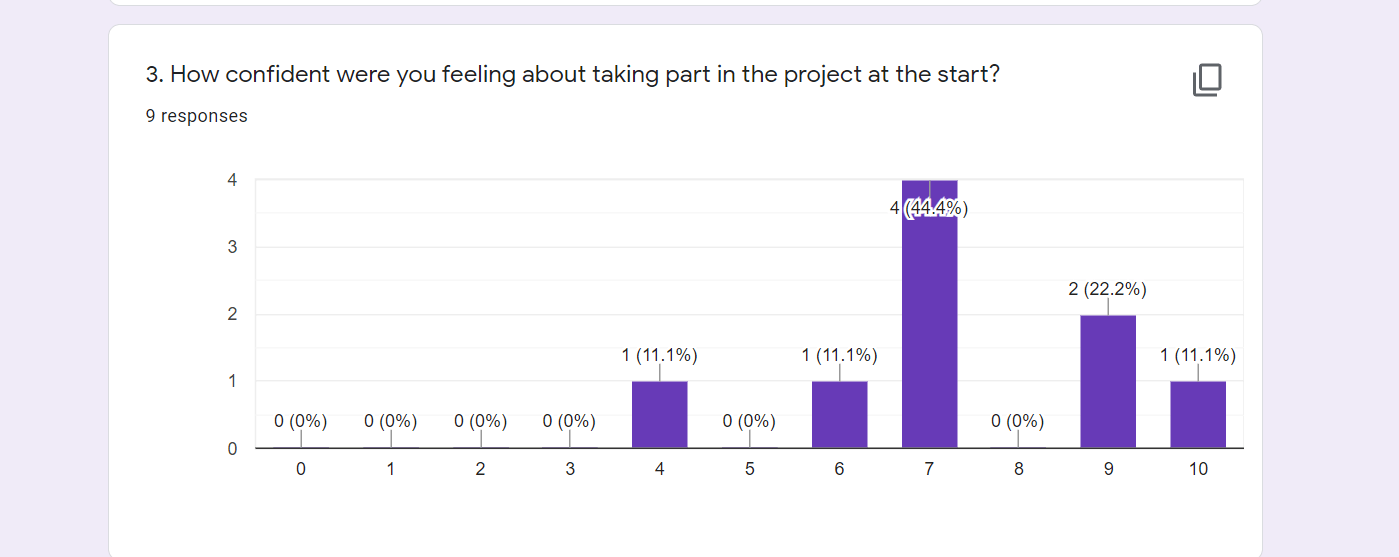 3. How confident were you feeling about taking part in the project at the start?
9 responses
4
4 (44.4%)
3
2 (22.2%)
2
1 (11.1%) 1 (11.1%) 1 (11.1%)
1
0 (0%) 0 (0%) 0 (0%) 0 (0%) 0 (0%) 0 (0%)
0
0 1 2 3 4 5 6 7 8 9 10